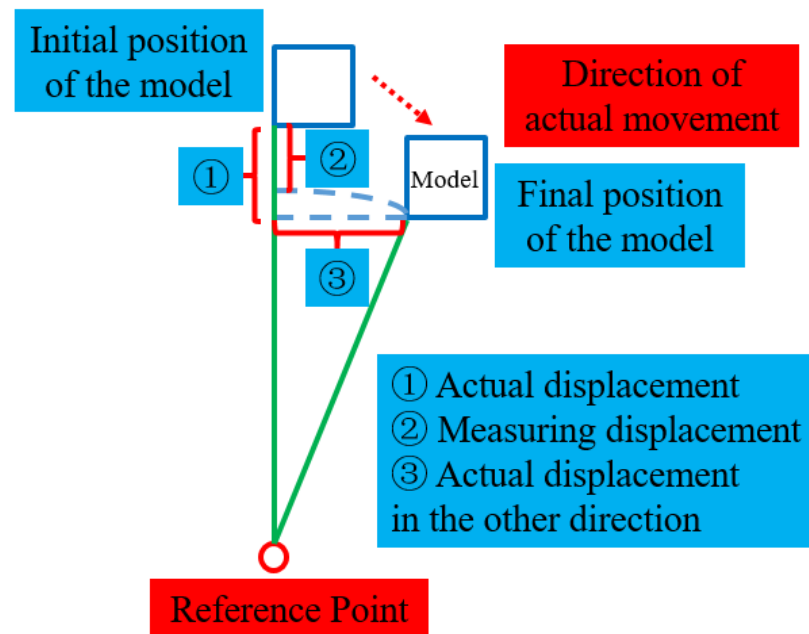 Initial position
of the model
Direction of
actual movement
①
②
Model
Final position
of the model
③
① Actual displacement
② Measuring displacement
③ Actual displacement
in the other direction
Reference Point